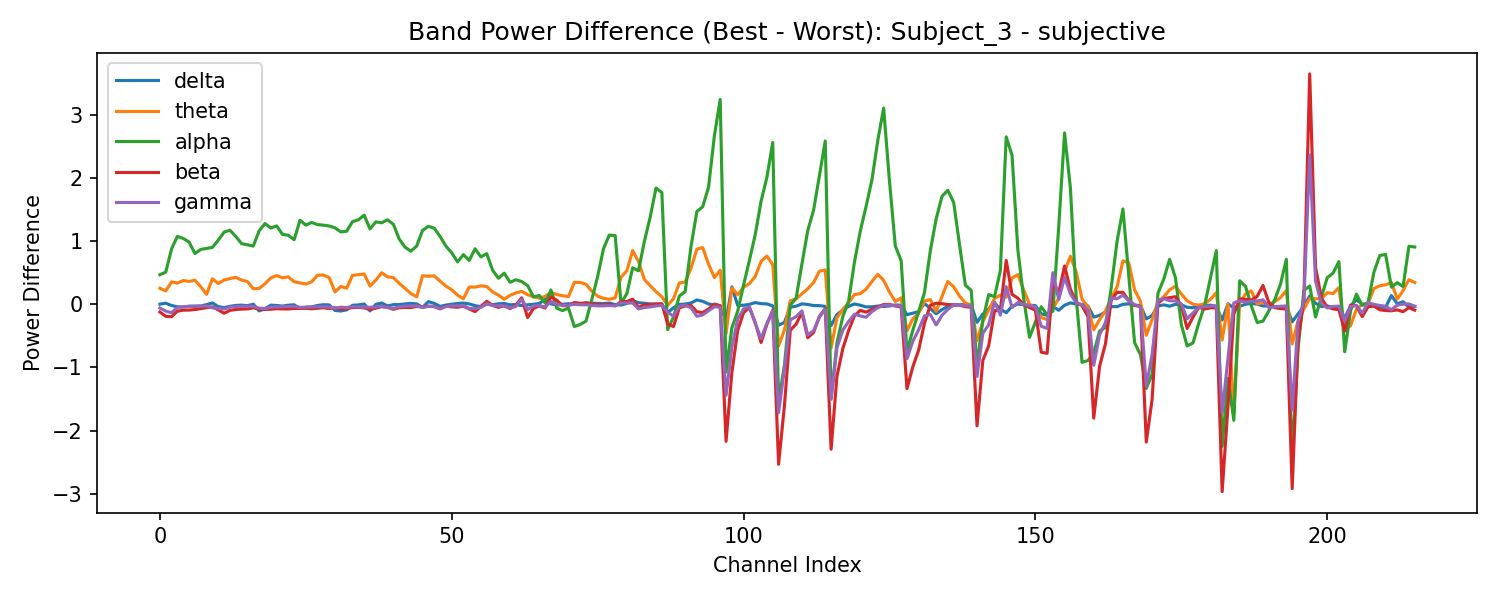 Band Power Difference (Best - Worst): Subject_3 - subjective
delta
theta
alpha
beta
gamma
Power Difference
3
2
1
0
−1
−2
−3
0
50
100
150
200
Channel Index